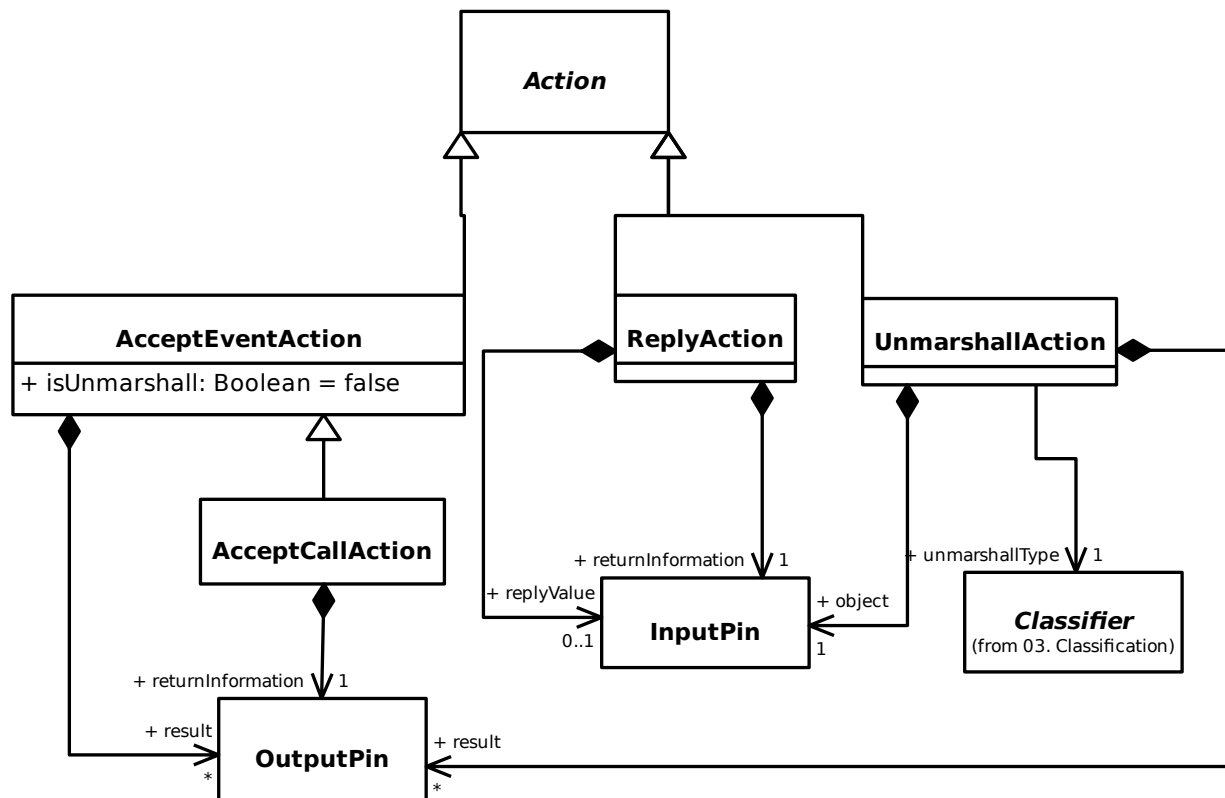 Action
AcceptEventAction
+ isUnmarshall: Boolean = false
ReplyAction
UnmarshallAction
AcceptCallAction
+ returnInformation
1
+ unmarshallType
1
+ replyValue
0..1
InputPin
+ object
1
Classifier
(from 03. Classification)
+ returnInformation
1
+ result
*
OutputPin
+ result
*